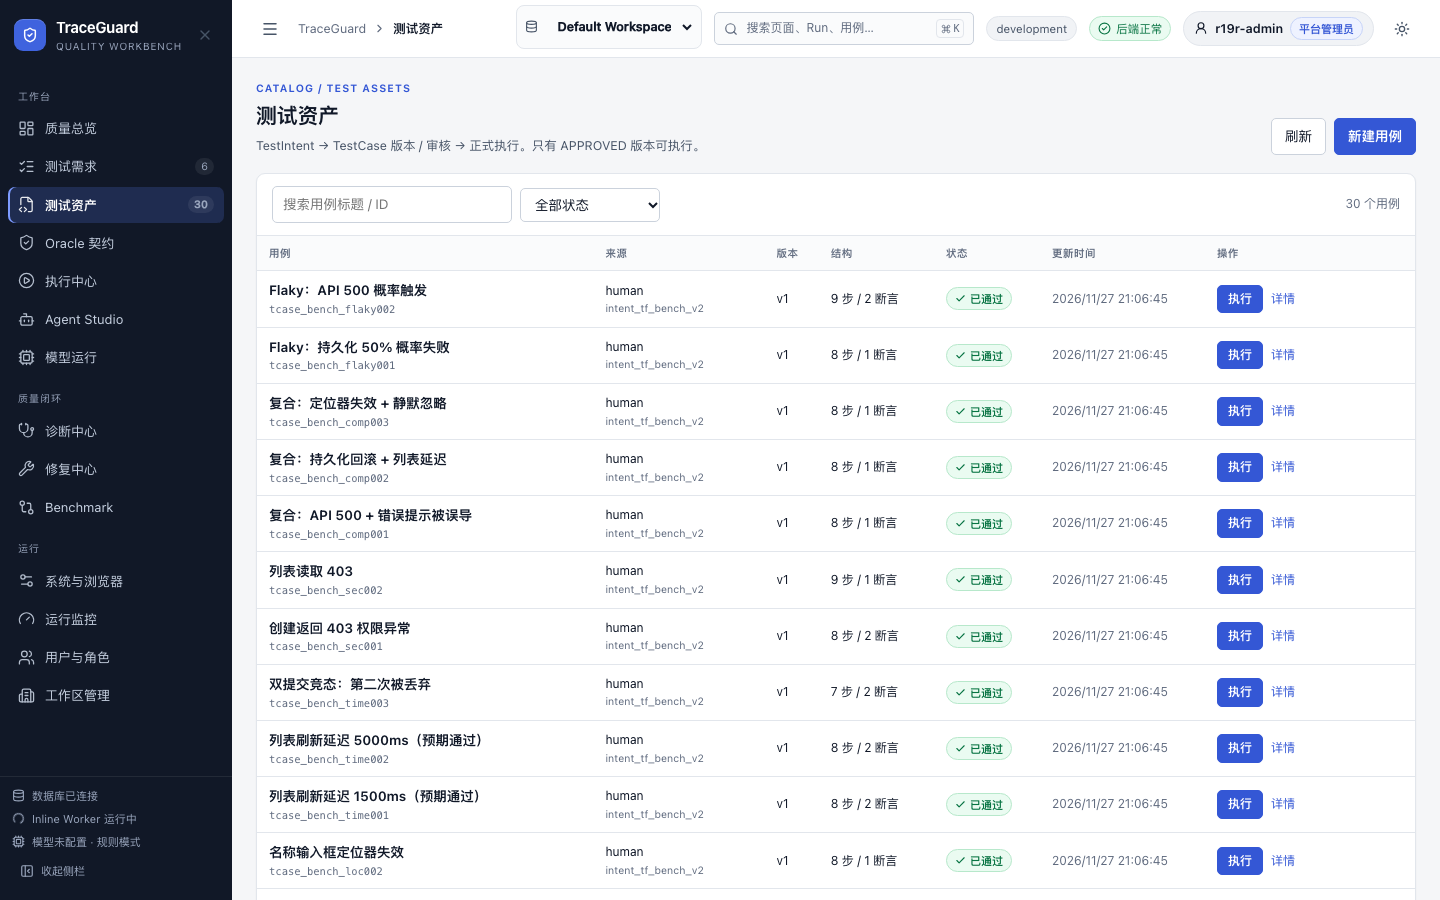 TraceGuard
QUALITY WORKBENCH
工作台
质量总览
测试需求 6
测试资产 30
Oracle 契约
执行中心
Agent Studio
模型运行
质量闭环
诊断中心
修复中心
Benchmark
运行
系统与浏览器
运行监控
用户与角色
工作区管理
数据库已连接
Inline Worker 运行中
模型未配置 · 规则模式
收起侧栏
TraceGuard > 测试资产
Default Workspace
搜索页面、Run、用例... ⌘ K
development
后端正常
r19r-admin 平台管理员
CATALOG / TEST ASSETS
测试资产
TestIntent → TestCase 版本 / 审核 → 正式执行。只有 APPROVED 版本可执行。
刷新
新建用例
搜索用例标题 / ID
全部状态
30 个用例
用例 来源 版本 结构 状态 更新时间 操作
Flaky：API 500 概率触发 human v1 9 步 / 2 断言 已通过 2026/11/27 21:06:45 执行 详情
tcase_bench_flaky002 intent_tf_bench_v2
Flaky：持久化 50% 概率失败 human v1 8 步 / 1 断言 已通过 2026/11/27 21:06:45 执行 详情
tcase_bench_flaky001 intent_tf_bench_v2
复合：定位器失效 + 静默忽略 human v1 8 步 / 1 断言 已通过 2026/11/27 21:06:45 执行 详情
tcase_bench_comp003 intent_tf_bench_v2
复合：持久化回滚 + 列表延迟 human v1 8 步 / 1 断言 已通过 2026/11/27 21:06:45 执行 详情
tcase_bench_comp002 intent_tf_bench_v2
复合：API 500 + 错误提示被误导 human v1 8 步 / 1 断言 已通过 2026/11/27 21:06:45 执行 详情
tcase_bench_comp001 intent_tf_bench_v2
列表读取 403 human v1 9 步 / 1 断言 已通过 2026/11/27 21:06:45 执行 详情
tcase_bench_sec002 intent_tf_bench_v2
创建返回 403 权限异常 human v1 8 步 / 2 断言 已通过 2026/11/27 21:06:45 执行 详情
tcase_bench_sec001 intent_tf_bench_v2
双提交竞态：第二次被丢弃 human v1 7 步 / 2 断言 已通过 2026/11/27 21:06:45 执行 详情
tcase_bench_time003 intent_tf_bench_v2
列表刷新延迟 5000ms（预期通过） human v1 8 步 / 2 断言 已通过 2026/11/27 21:06:45 执行 详情
tcase_bench_time002 intent_tf_bench_v2
列表刷新延迟 1500ms（预期通过） human v1 8 步 / 2 断言 已通过 2026/11/27 21:06:45 执行 详情
tcase_bench_time001 intent_tf_bench_v2
名称输入框定位器失效 human v1 8 步 / 1 断言 已通过 2026/11/27 21:06:45 执行 详情
tcase_bench_loc002 intent_tf_bench_v2